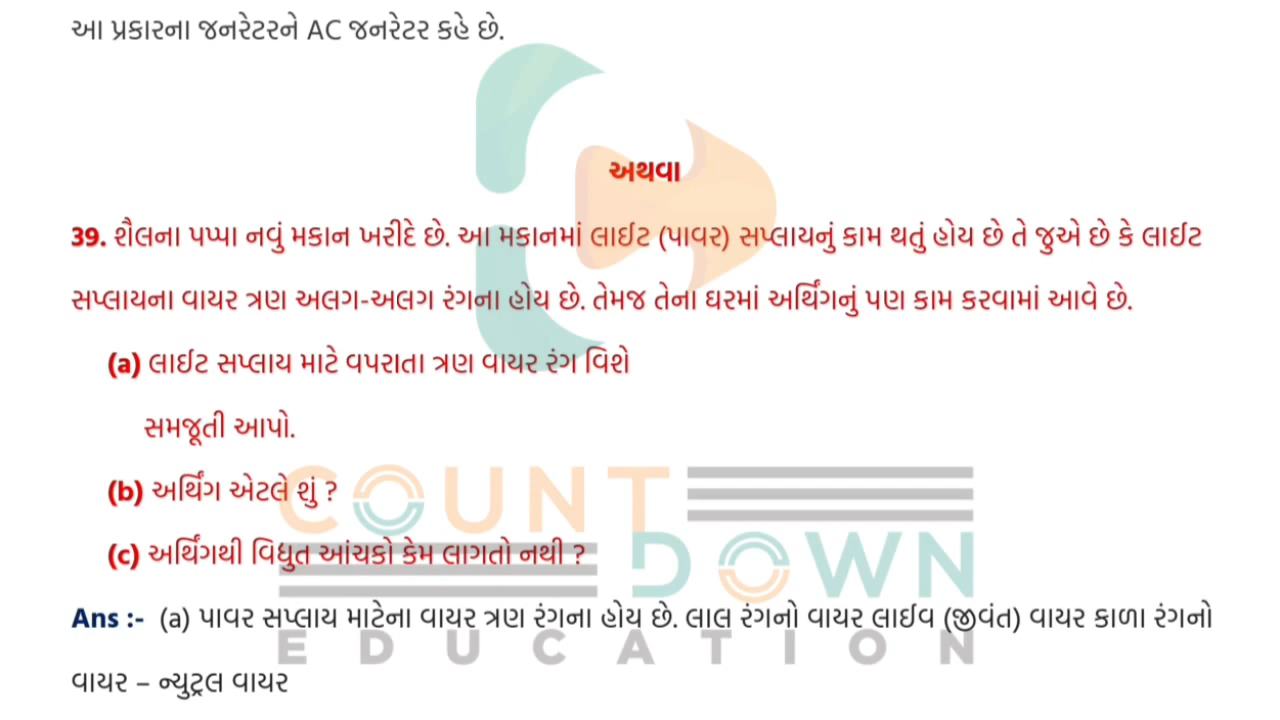 આ પ્રકારના જનરેટરને AC જનરેટર કહે છે.
અથવા
39. શૈલના પપ્પા નવું મકાન ખરીદે છે. આ મકાનમાં લાઈટ (પાવર) સપ્લાયનું કામ થતું હોય છે તે જુએ છે કે લાઈટ
સપ્લાયના વાયર ત્રણ અલગ-અલગ રંગના હોય છે. તેમજ તેના ઘરમાં અર્થિંગનું પણ કામ કરવામાં આવે છે.
(a) લાઈટ સપ્લાય માટે વપરાતા ત્રણ વાયર રંગ વિશે
સમજૂતી આપો.
(b) અર્થિંગ એટલે શું ?
(c) અર્થિંગથી વિદ્યુત આંચકો કેમ લાગતો નથી ?
Ans :- (a) પાવર સપ્લાય માટેના વાયર ત્રણ રંગના હોય છે. લાલ રંગનો વાયર લાઈવ (જીવંત) વાયર કાળા રંગનો
વાયર – ન્યુટ્રલ વાયર
COUNT
DOWN
EDUCATION